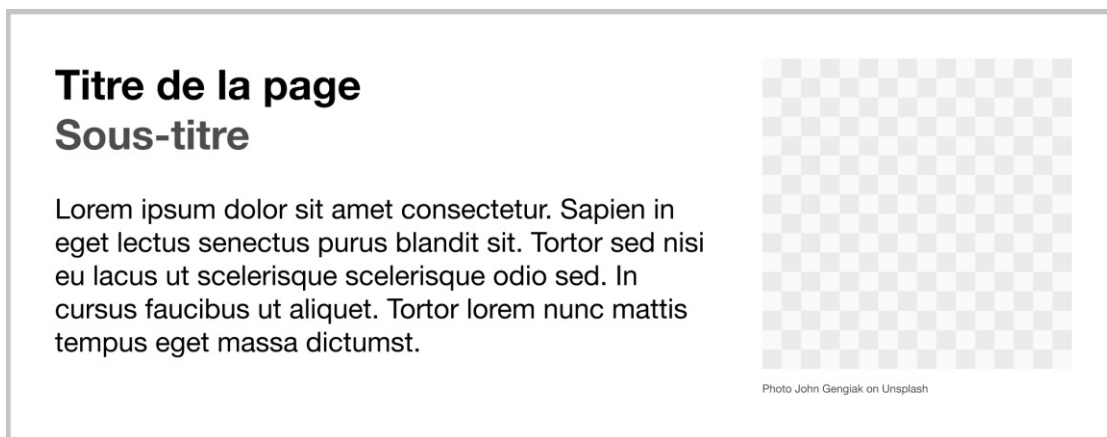 Titre de la page
Sous-titre
Lorem ipsum dolor sit amet consectetur. Sapien in
eget lectus senectus purus blandit sit. Tortor sed nisi
eu lacus ut scelerisque scelerisque odio sed. In
cursus faucibus ut aliquet. Tortor lorem nunc mattis
tempus eget massa dictumst.
Photo John Gengiak on Unsplash